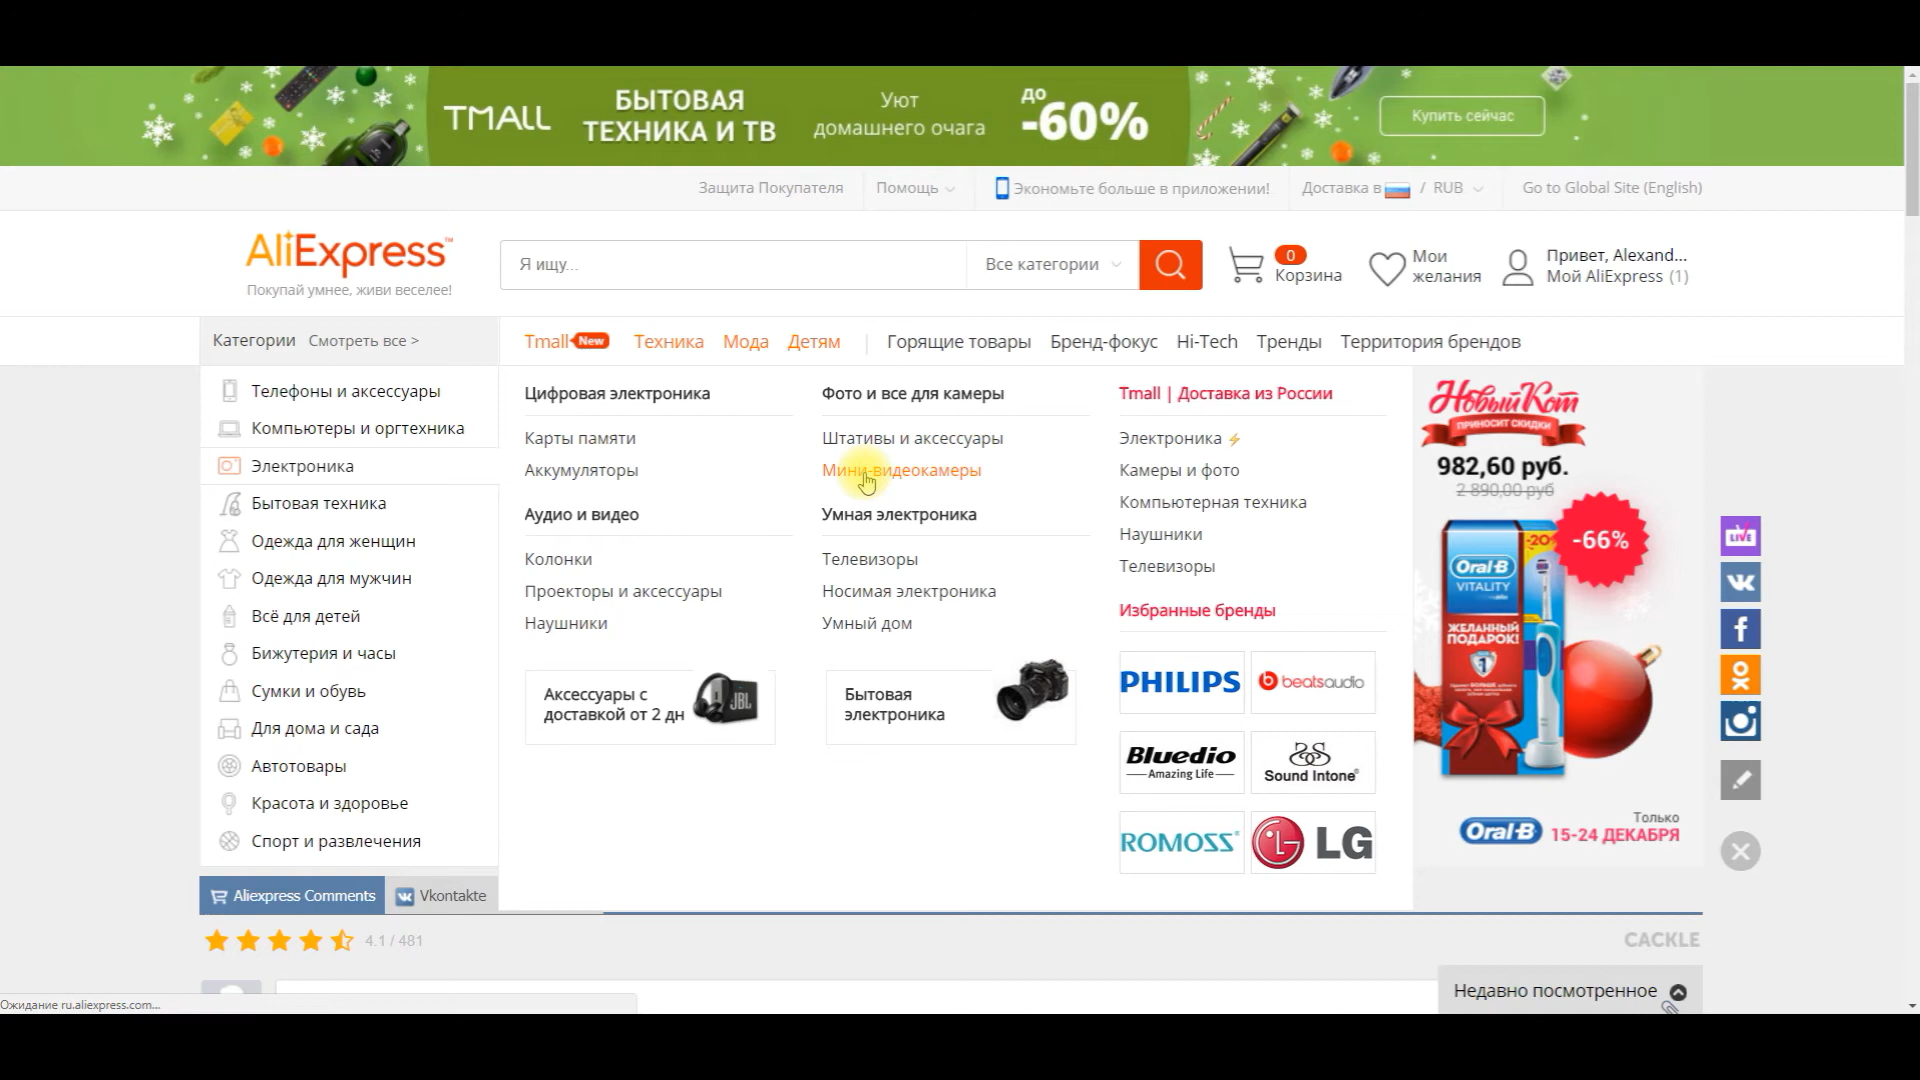 TMALL
БЫТОВАЯ
ТЕХНИКА И ТВ
Уют
домашнего очага
до
-60%
Купить сейчас
Защита Покупателя
Помощь
Экономьте больше в приложении!
Доставка в / RUB
Go to Global Site (English)
AliExpress™
Покупай умнее, живи веселее!
Я ищу...
Все категории
0
Корзина
Мои
желания
Привет, Alexand...
Мой AliExpress (1)
Категории Смотреть все >
Tmall New Техника Мода Детям | Горящие товары Бренд-фокус Hi-Tech Тренды Территория брендов
Телефоны и аксессуары
Компьютеры и оргтехника
Электроника
Бытовая техника
Одежда для женщин
Одежда для мужчин
Всё для детей
Бижутерия и часы
Сумки и обувь
Для дома и сада
Автотовары
Красота и здоровье
Спорт и развлечения
Цифровая электроника
Карты памяти
Аккумуляторы
Аудио и видео
Колонки
Проекторы и аксессуары
Наушники
Аксессуары с
доставкой от 2 дн
JBL
Фото и все для камеры
Штативы и аксессуары
Мини-видеокамеры
Умная электроника
Телевизоры
Носимая электроника
Умный дом
Бытовая
электроника
Tmall | Доставка из России
Электроника
Камеры и фото
Компьютерная техника
Наушники
Телевизоры
Избранные бренды
PHILIPS
beatsaudio
Bluedio
Amazing Life
Sound Intone®
ROMOSS®
LG
Новый Кот
ПРИНОСИТ СКИДКИ
982,60 руб.
2 890,00 руб
-66%
-20%
Oral-B
VITALITY
ЖЕЛАННЫЙ
ПОДАРОК!
Oral-B
Только
15-24 ДЕКАБРЯ
LIVE
Aliexpress Comments
Vkontakte
4.1 / 481
CACKLE
Недавно посмотренное
Ожидание ru.aliexpress.com...